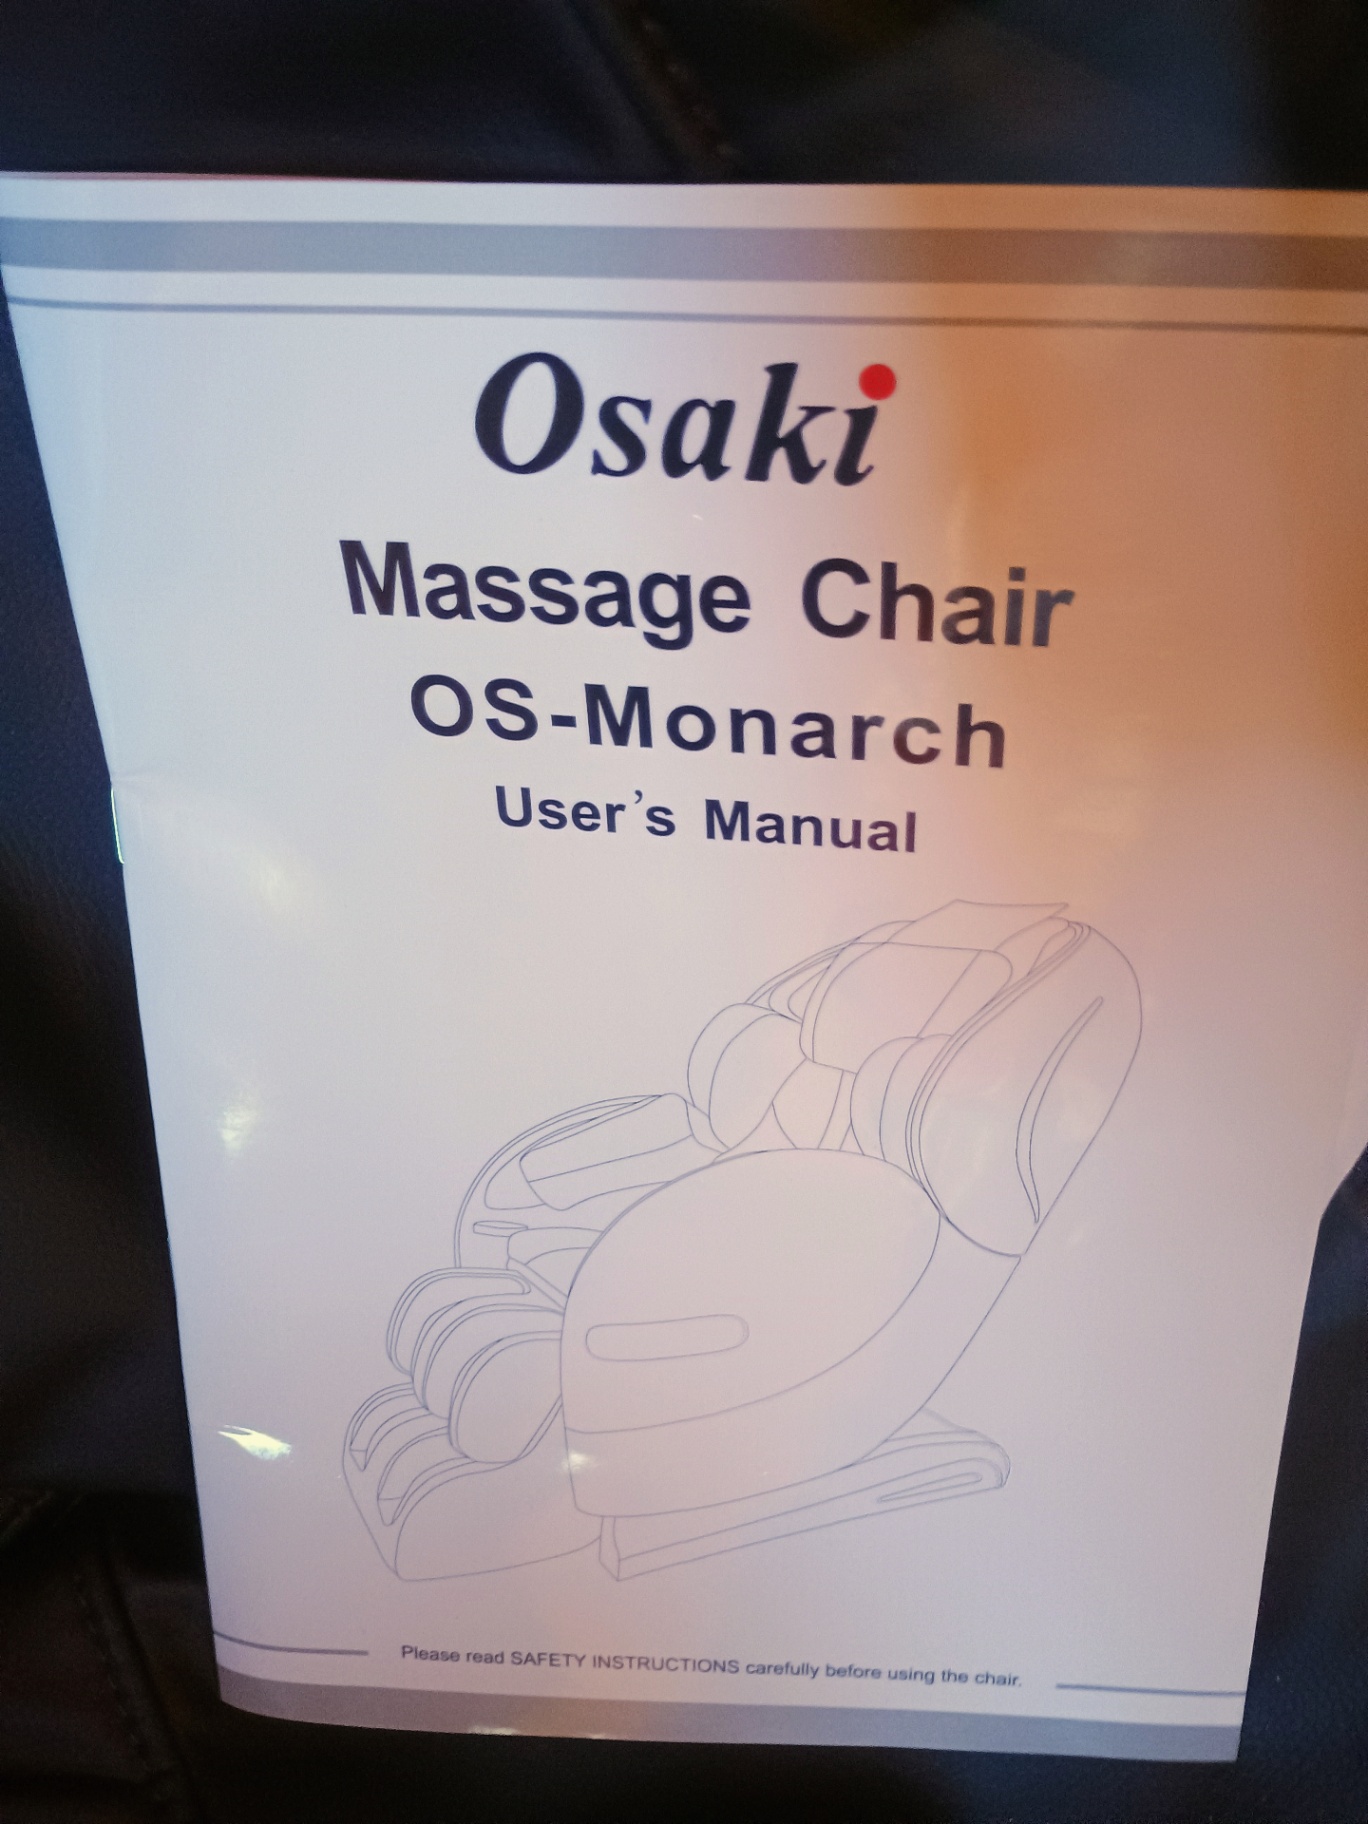 Osaki
Massage Chair
OS-Monarch
User's Manual
Please read SAFETY INSTRUCTIONS carefully before using the chair.